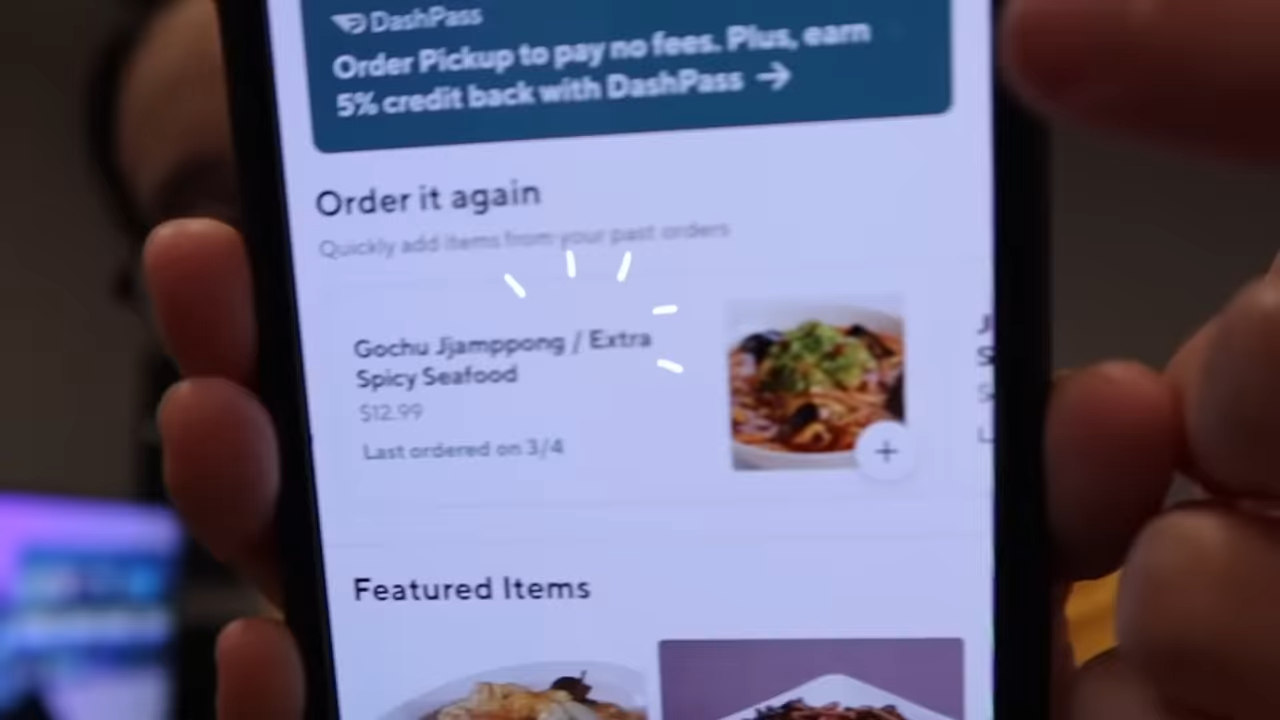 DashPass
Order Pickup to pay no fees. Plus, earn
5% credit back with DashPass →
Order it again
Quickly add items from your past orders
Gochu Jjamppong / Extra
Spicy Seafood
$12.99
Last ordered on 3/4
Featured Items